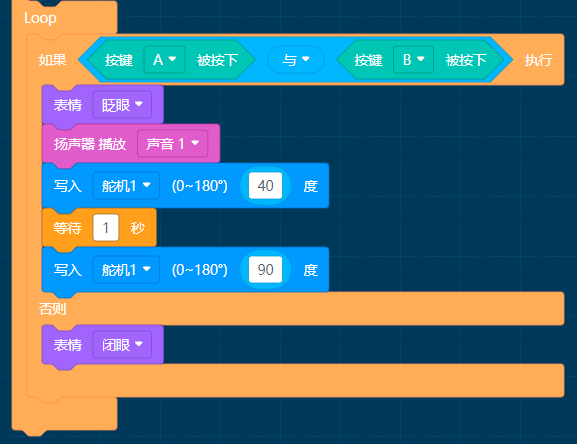 Loop
如果 按键 A 被按下 与 按键 B 被按下 执行
表情 眨眼
扬声器 播放 声音 1
写入 舵机1 (0~180°) 40 度
等待 1 秒
写入 舵机1 (0~180°) 90 度
否则
表情 闭眼